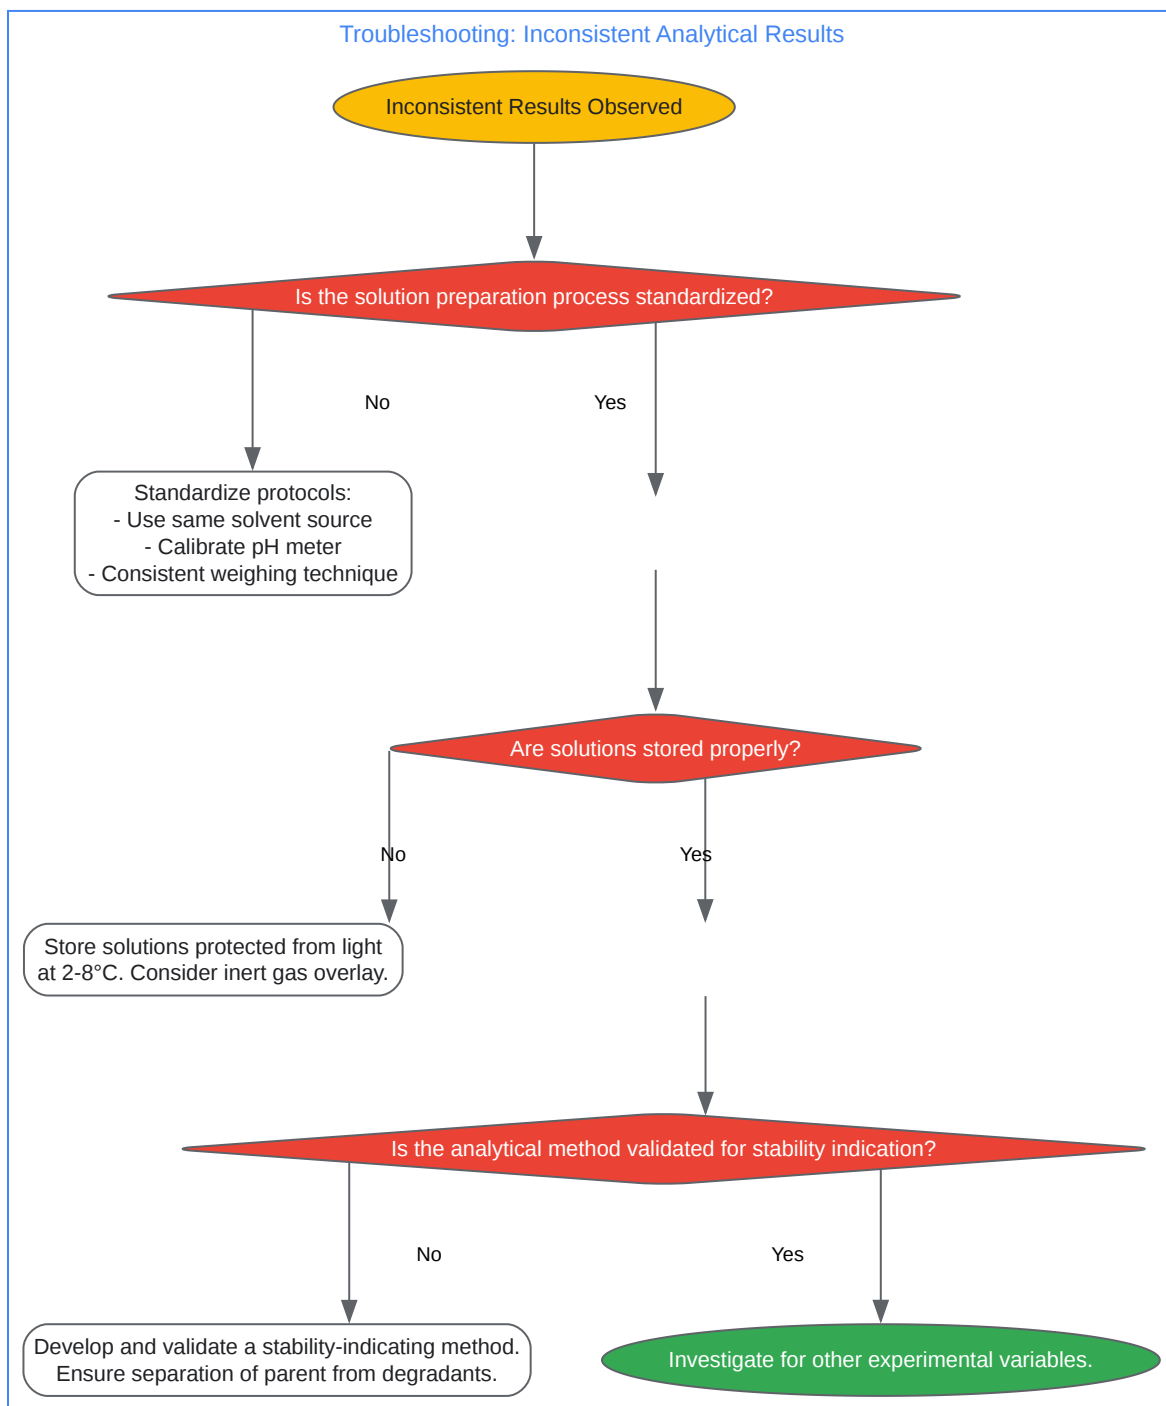 Troubleshooting: Inconsistent Analytical Results
Inconsistent Results Observed
Is the solution preparation process standardized?
No
Yes
Standardize protocols:
- Use same solvent source
- Calibrate pH meter
- Consistent weighing technique
Are solutions stored properly?
No
Yes
Store solutions protected from light
at 2-8°C. Consider inert gas overlay.
Is the analytical method validated for stability indication?
No
Yes
Develop and validate a stability-indicating method.
Ensure separation of parent from degradants.
Investigate for other experimental variables.